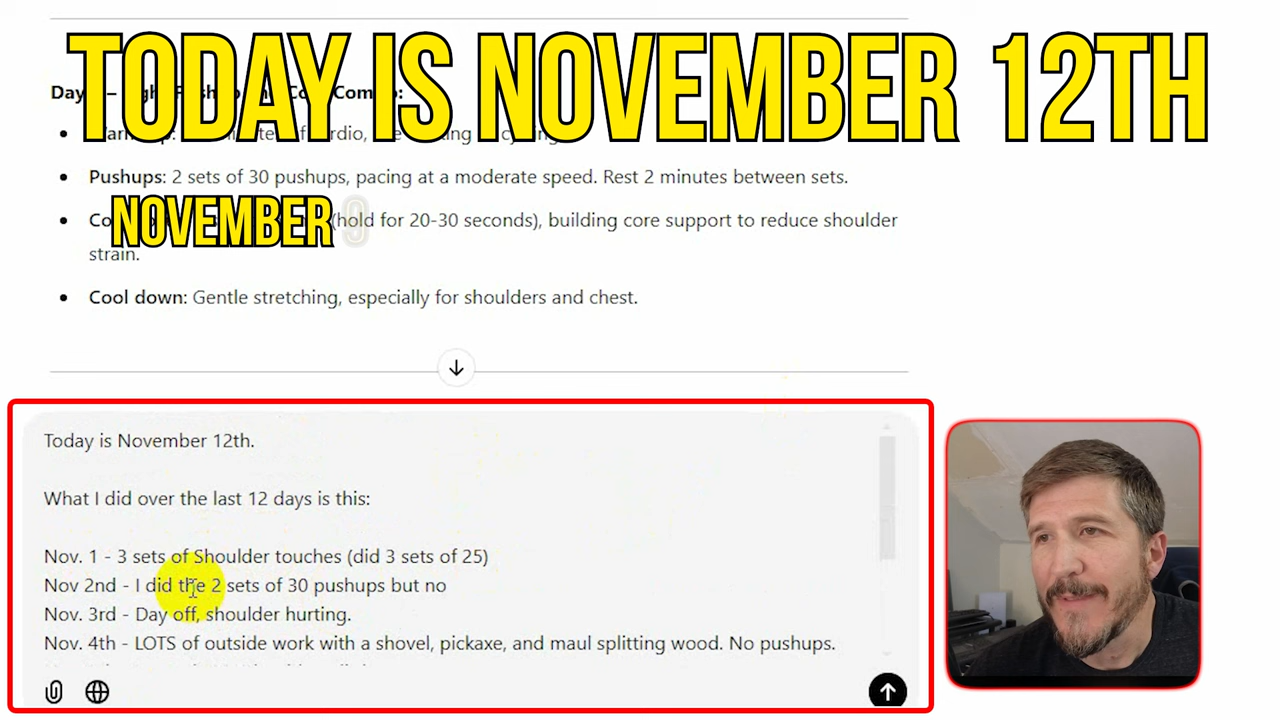 TODAY IS NOVEMBER 12TH
Pushups: 2 sets of 30 pushups, pacing at a moderate speed. Rest 2 minutes between sets.
NOVEMBER 9
(hold for 20-30 seconds), building core support to reduce shoulder
strain.
Cool down: Gentle stretching, especially for shoulders and chest.
Today is November 12th.
What I did over the last 12 days is this:
Nov. 1 - 3 sets of Shoulder touches (did 3 sets of 25)
Nov 2nd - I did the 2 sets of 30 pushups but no
Nov. 3rd - Day off, shoulder hurting.
Nov. 4th - LOTS of outside work with a shovel, pickaxe, and maul splitting wood. No pushups.